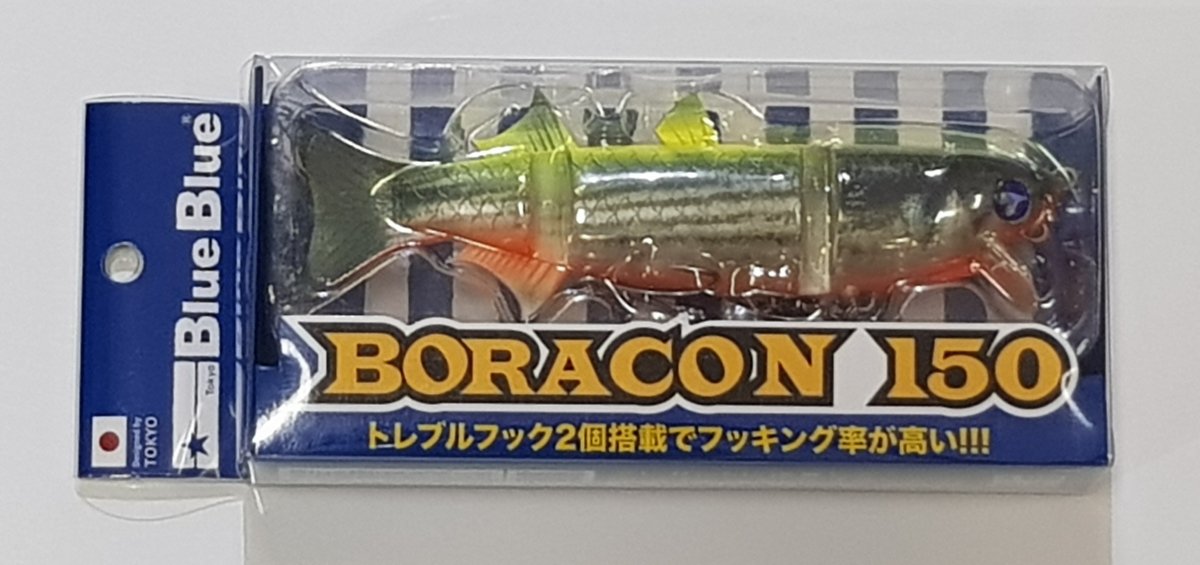 Blue Blue®
Tokyo
Designed by
TOKYO
BORACON 150
トレブルフック2個搭載でフッキング率が高い!!!